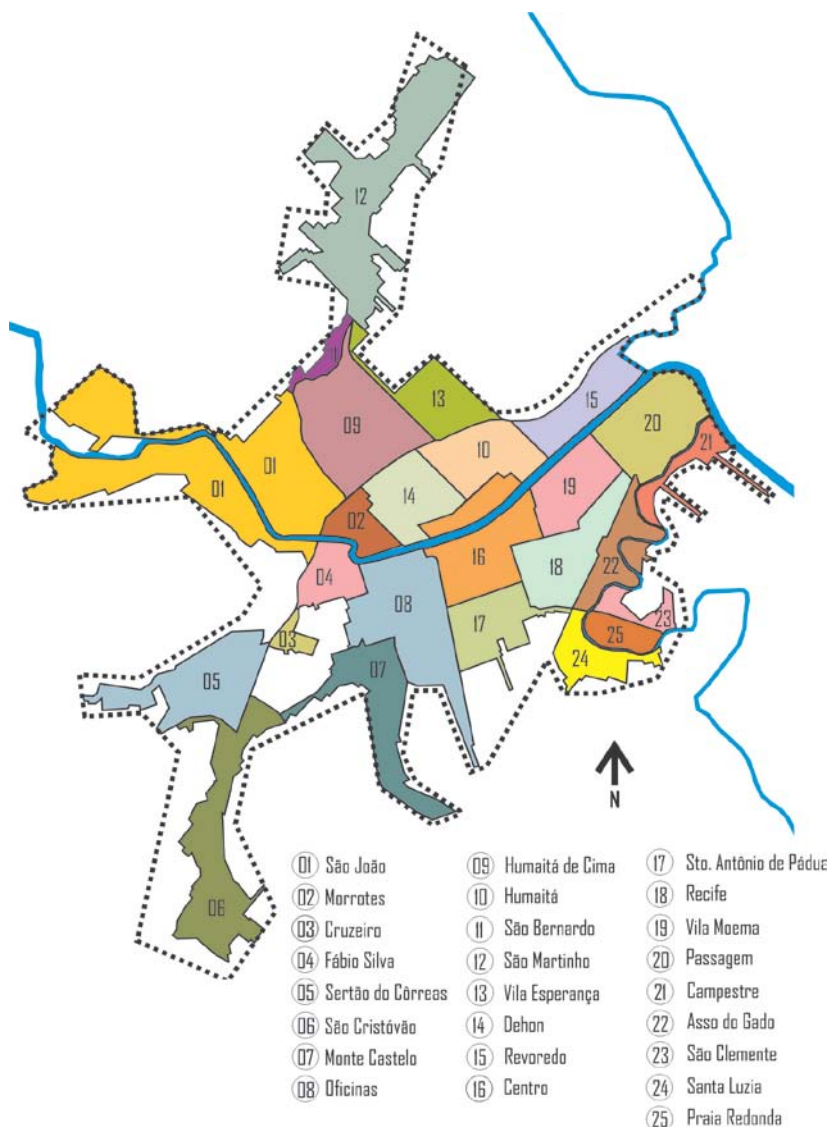 12
11
13
15
09
20
01
10
21
14
19
01
02
16
18
22
04
08
23
03
17
25
24
05
07
06
N
01 São João
02 Morrotes
03 Cruzeiro
04 Fábio Silva
05 Sertão do Côrreas
06 São Cristóvão
07 Monte Castelo
08 Oficinas
09 Humaitá de Cima
10 Humaitá
11 São Bernardo
12 São Martinho
13 Vila Esperança
14 Dehon
15 Revoredo
16 Centro
17 Sto. Antônio de Pádua
18 Recife
19 Vila Moema
20 Passagem
21 Campestre
22 Asso do Gado
23 São Clemente
24 Santa Luzia
25 Praia Redonda